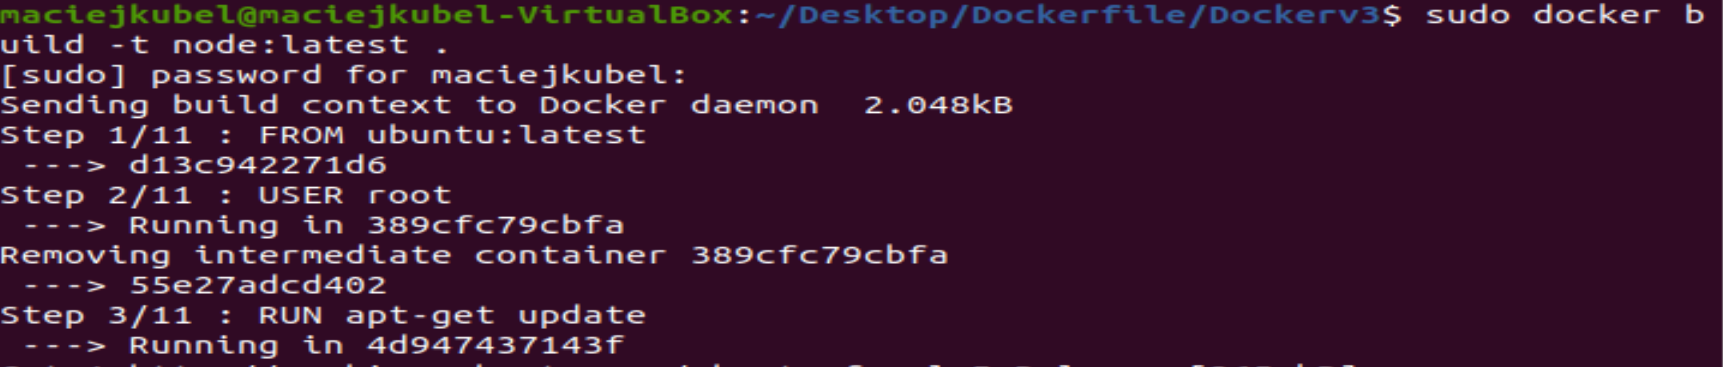 maciejkubel@maciejkubel-VirtualBox:~/Desktop/Dockerfile/Dockerv3$ sudo docker b
uild -t node:latest .
[sudo] password for maciejkubel:
Sending build context to Docker daemon  2.048kB
Step 1/11 : FROM ubuntu:latest
 ---> d13c942271d6
Step 2/11 : USER root
 ---> Running in 389cfc79cbfa
Removing intermediate container 389cfc79cbfa
 ---> 55e27adcd402
Step 3/11 : RUN apt-get update
 ---> Running in 4d947437143f